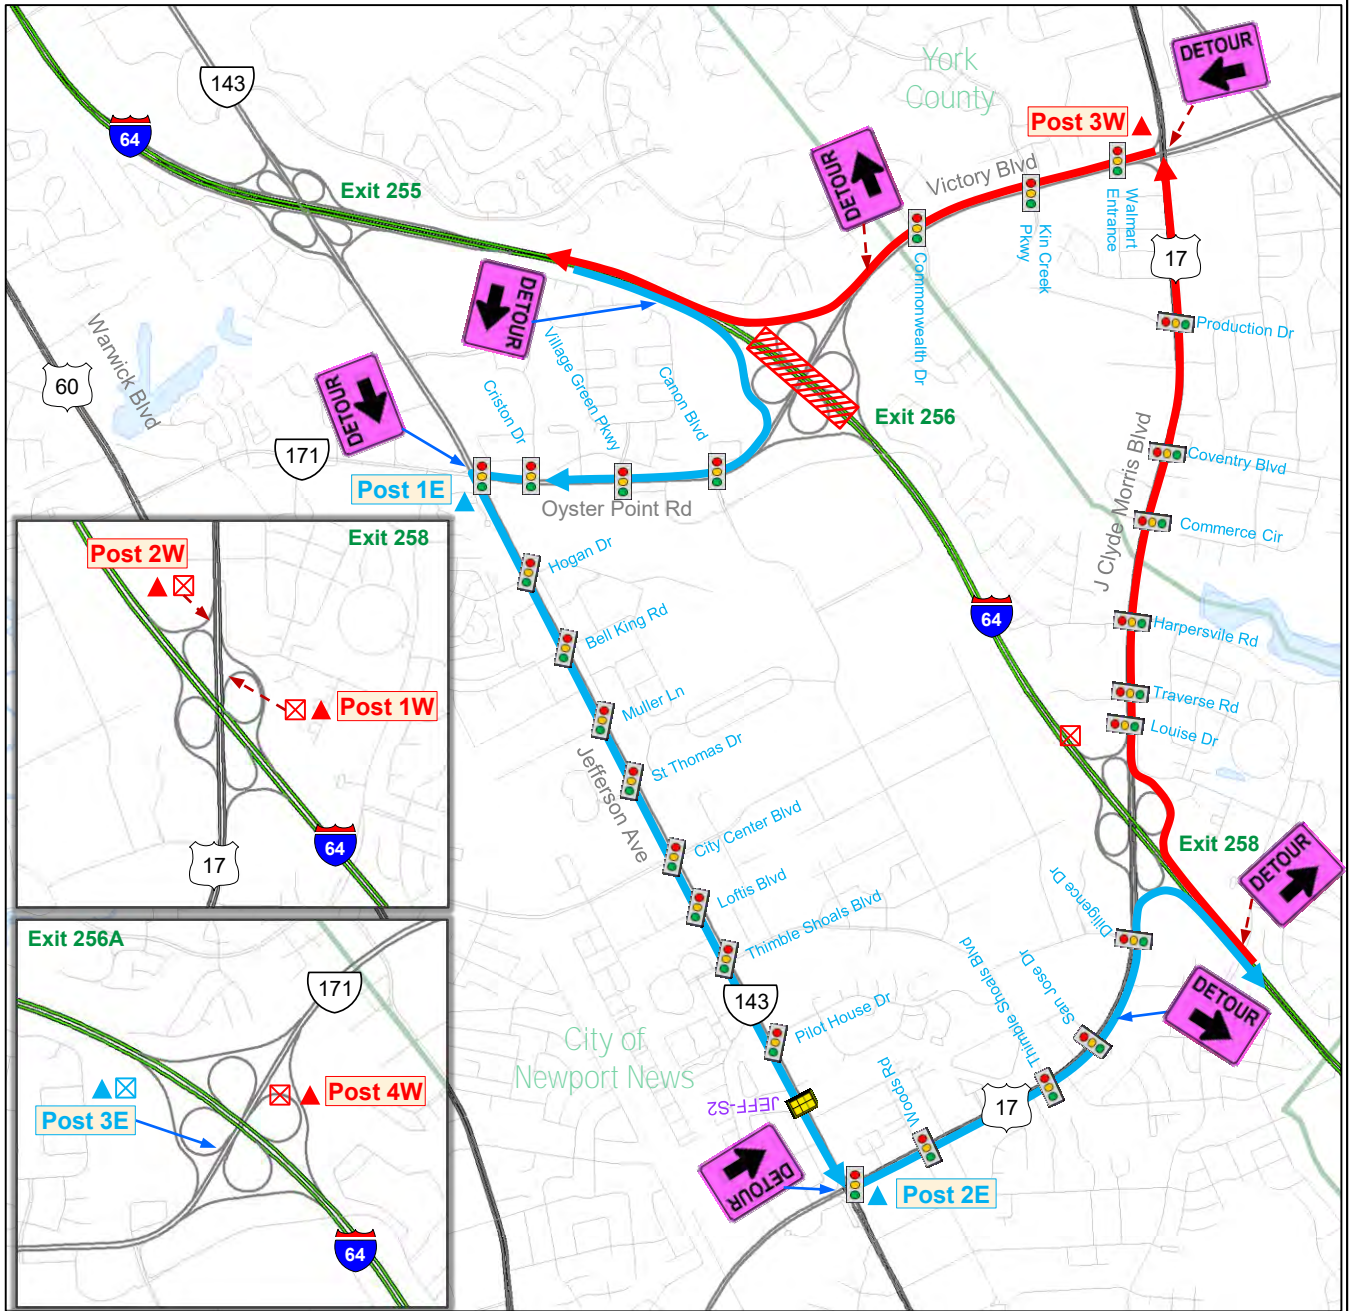 143
64
Exit 255
York
County
DETOUR
Post 3W
DETOUR
Victory Blvd
Walmart
Entrance
Kin Creek
Pkwy
Commonwealth Dr
17
Production Dr
DETOUR
Village Green Pkwy
Warwick Blvd
60
DETOUR
Criston Dr
Canon Blvd
Exit 256
171
Post 1E
Oyster Point Rd
Coventry Blvd
J Clyde Morris Blvd
Commerce Cir
Exit 258
Post 2W
Hogan Dr
64
Harpersvile Rd
Bell King Rd
Post 1W
Muller Ln
Traverse Rd
Louise Dr
St Thomas Dr
Jefferson Ave
64
17
City Center Blvd
Exit 258
DETOUR
Loftis Blvd
Diligence Dr
Exit 256A
Thimble Shoals Blvd
Thimble Shoals Blvd
San Jose Dr
171
143
DETOUR
Pilot House Dr
City of
Newport News
Woods Rd
17
JEFF-S2
Post 4W
Post 3E
DETOUR
Post 2E
64